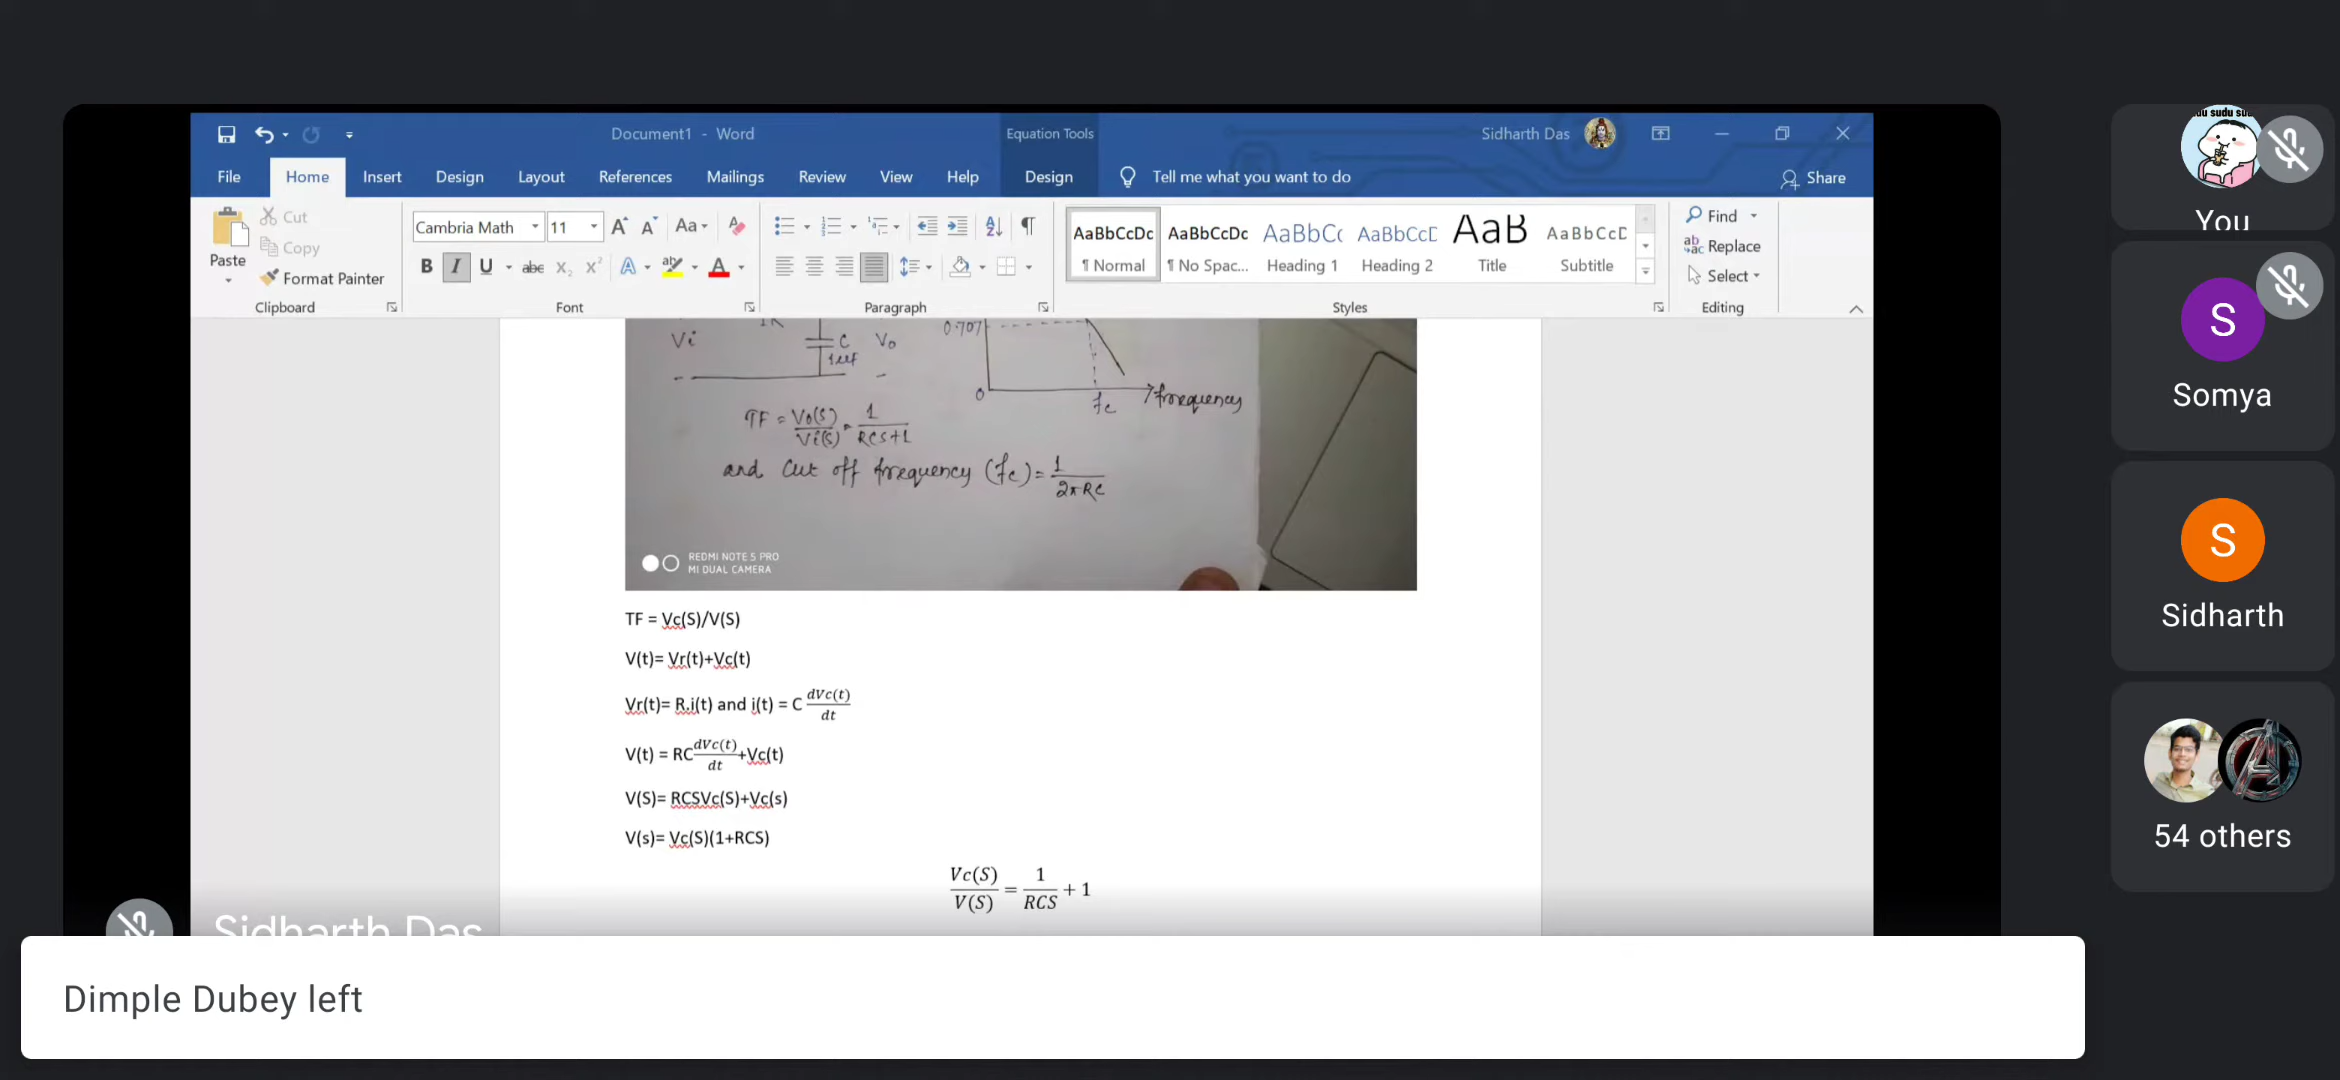 Document1 - Word
Equation Tools
Sidharth Das
File Home Insert Design Layout References Mailings Review View Help Design Tell me what you want to do Share
Paste
Cut
Copy
Format Painter
Clipboard
Cambria Math 11
Font
Paragraph
AaBbCcDc AaBbCcDc AaBbCc AaBbCcD AaB AaBbCcD
¶ Normal ¶ No Spac... Heading 1 Heading 2 Title Subtitle
Styles
Find
Replace
Select
Editing
Vi C Vo
0.707
0 fc frequency
TF = Vo(S)/Vi(S) = 1/RCS+1
and cut off frequency (fc) = 1/2πRC
REDMI NOTE 5 PRO
MI DUAL CAMERA
TF = Vc(S)/V(S)
V(t)= Vr(t)+Vc(t)
Vr(t)= R.i(t) and i(t) = C dVc(t)/dt
V(t) = RC dVc(t)/dt +Vc(t)
V(S)= RCSVc(S)+Vc(s)
V(s)= Vc(S)(1+RCS)
Vc(S)/V(S) = 1/RCS + 1
Sidharth Das
Dimple Dubey left
You
S
Somya
S
Sidharth
54 others